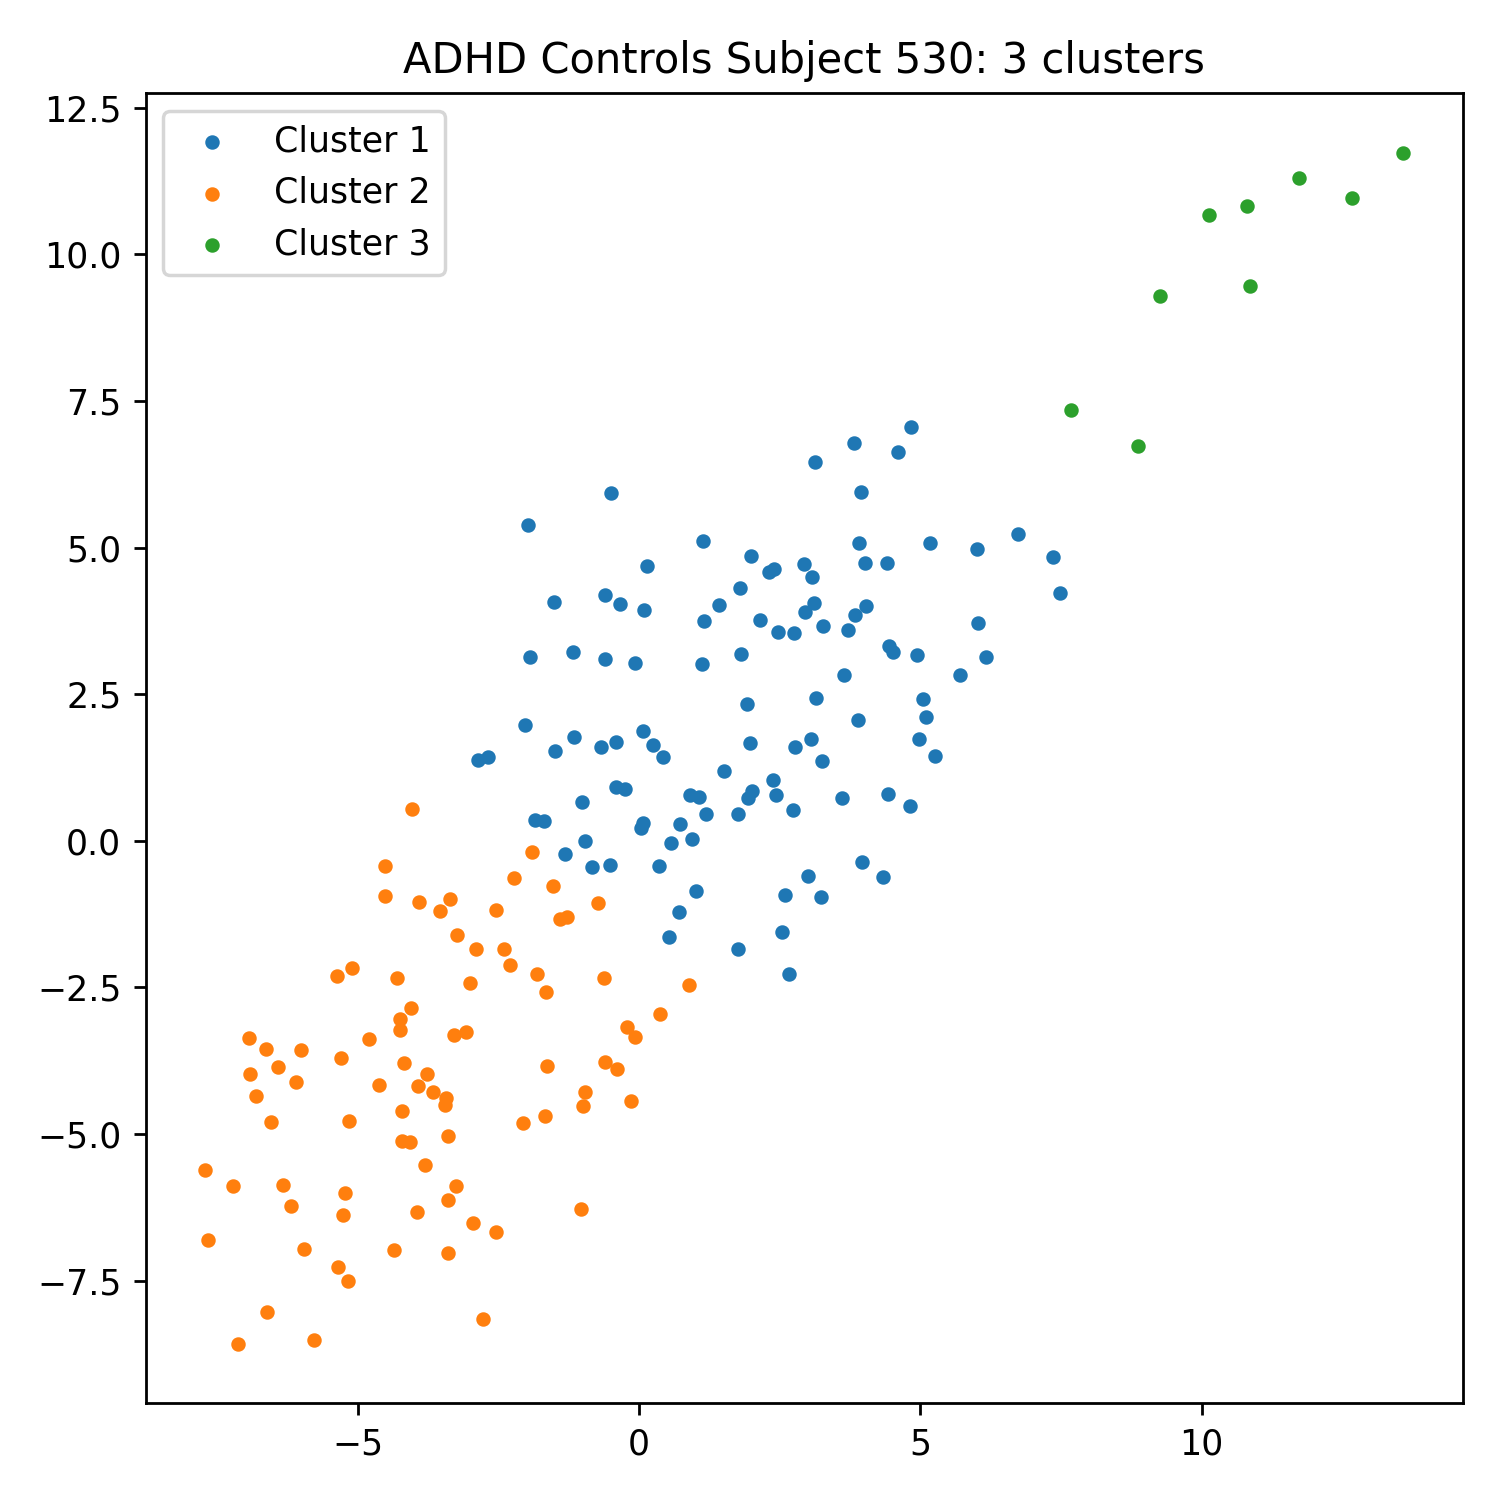 ADHD Controls Subject 530: 3 clusters
12.5
10.0
7.5
5.0
2.5
0.0
−2.5
−5.0
−7.5
Cluster 1
Cluster 2
Cluster 3
−5 0 5 10